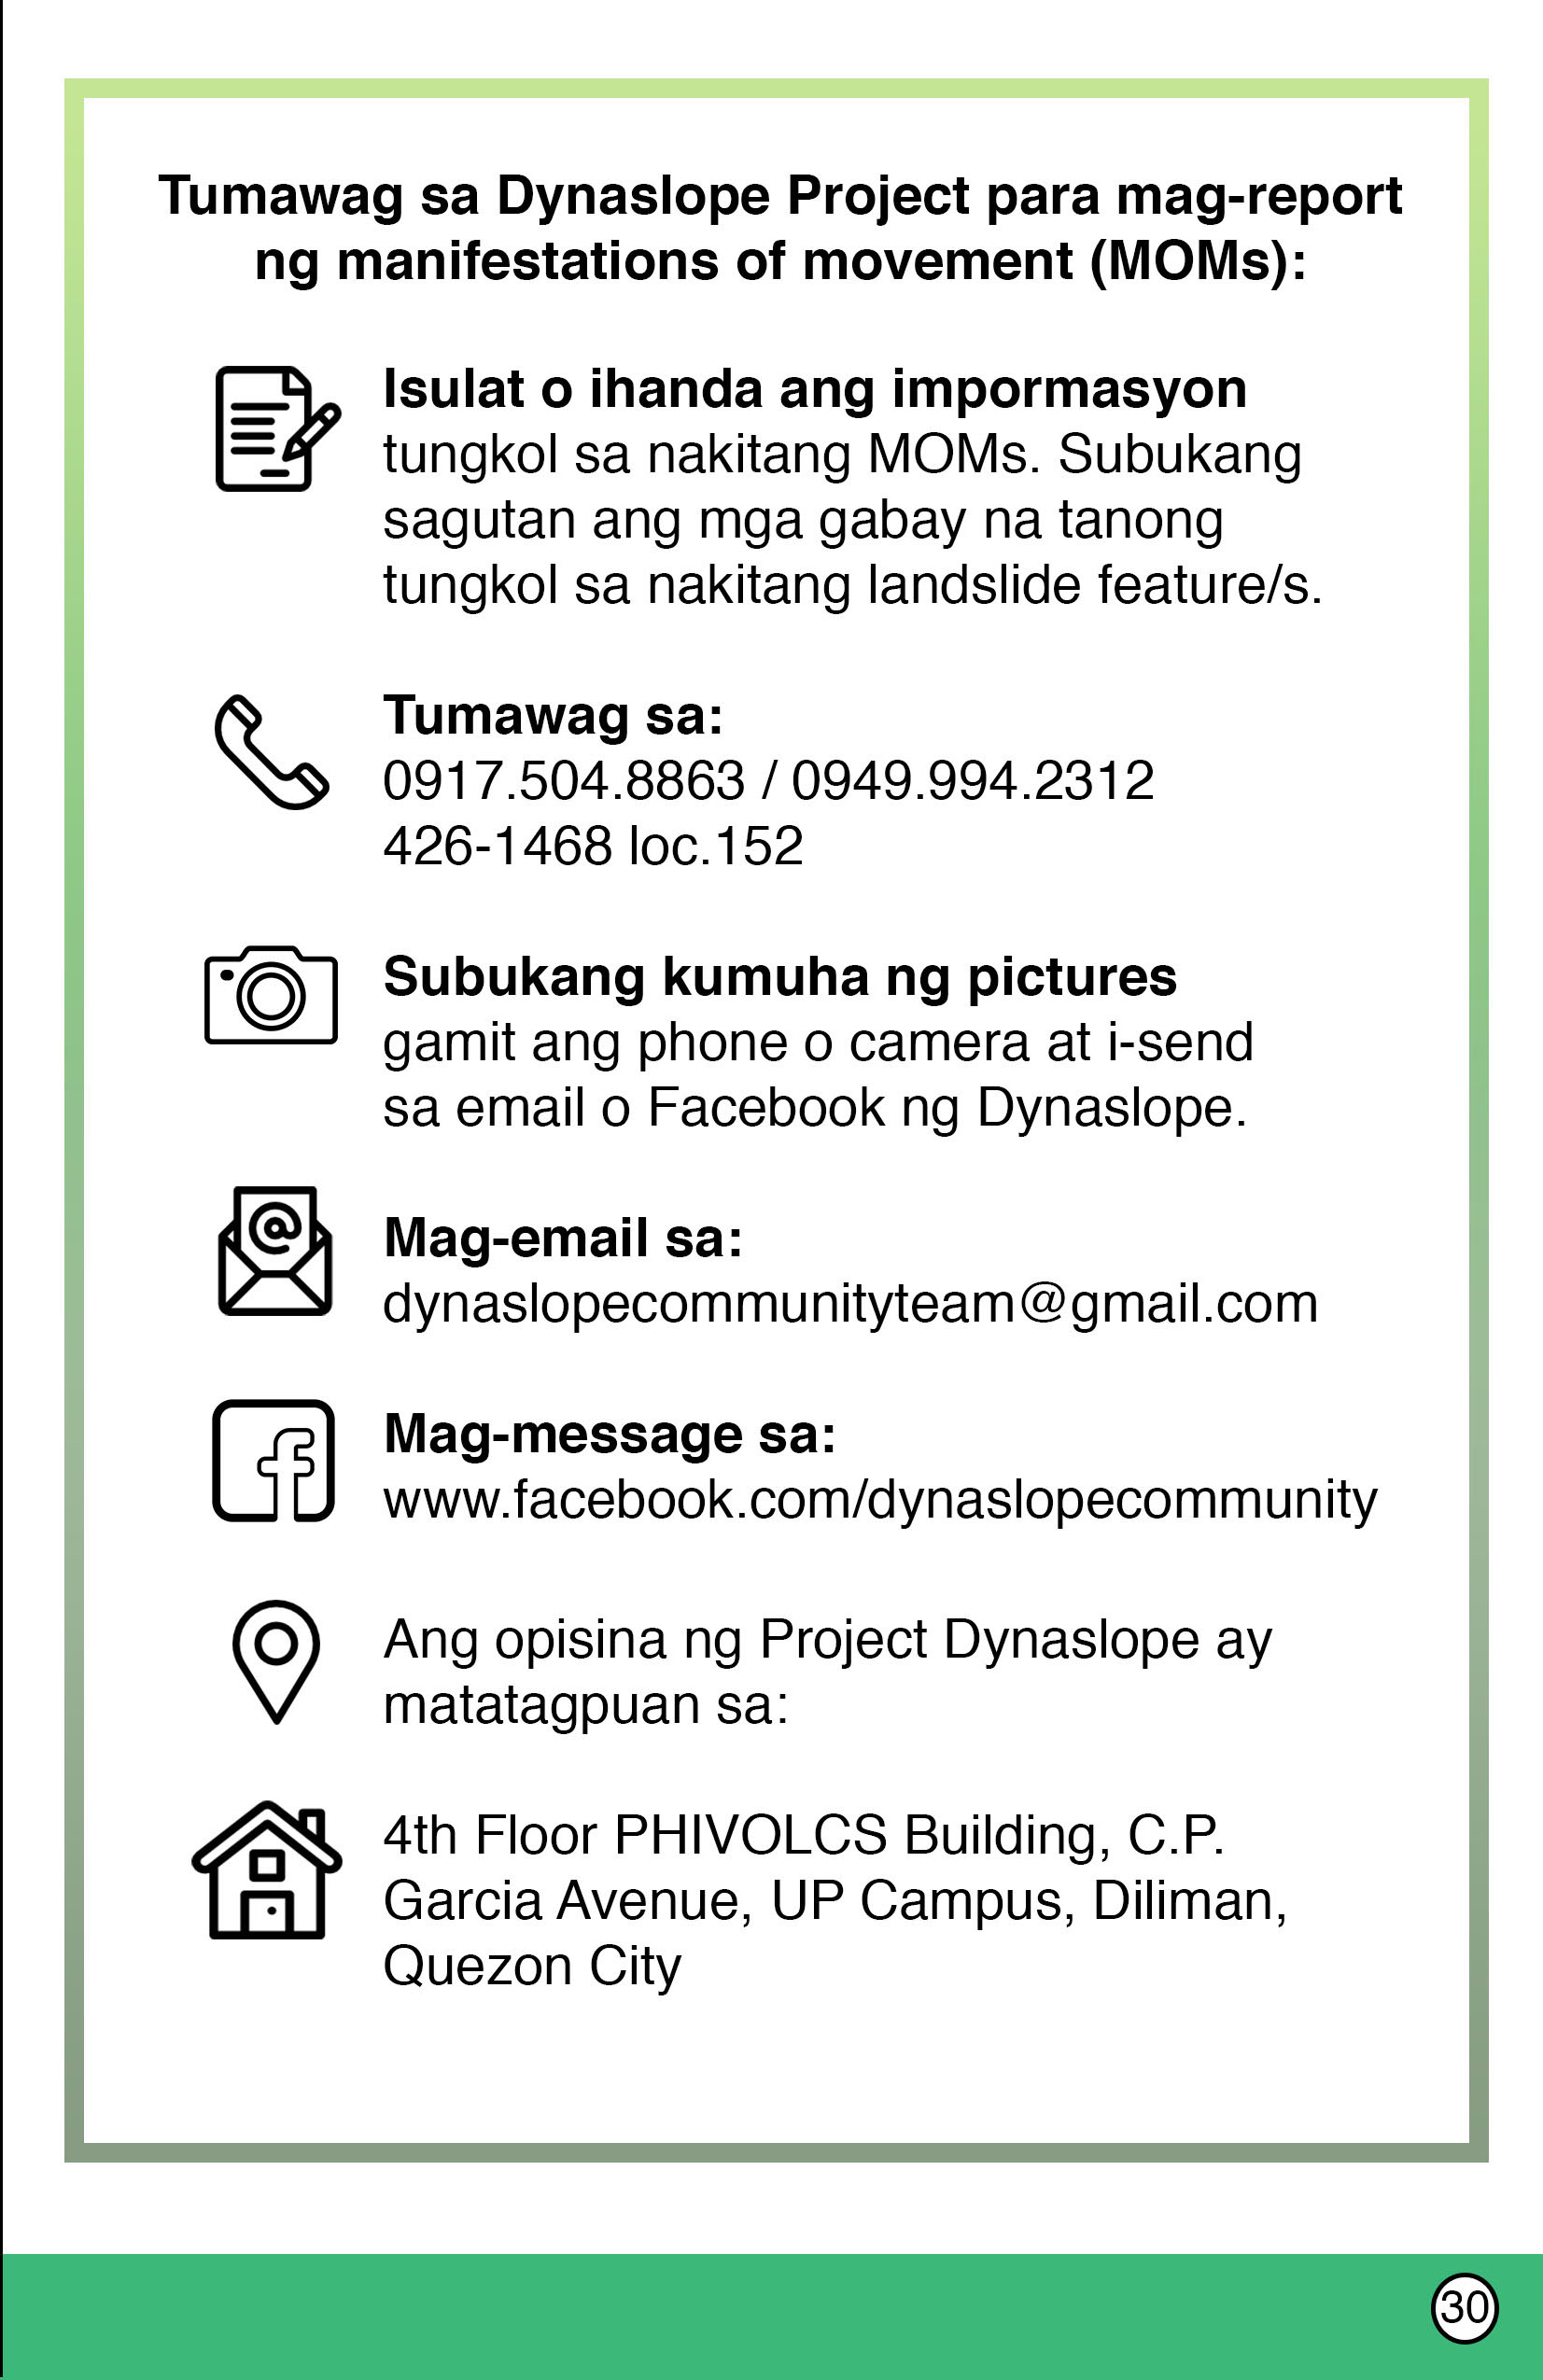 Tumawag sa Dynaslope Project para mag-report
ng manifestations of movement (MOMs):
Isulat o ihanda ang impormasyon
tungkol sa nakitang MOMs. Subukang
sagutan ang mga gabay na tanong
tungkol sa nakitang landslide feature/s.
Tumawag sa:
0917.504.8863 / 0949.994.2312
426-1468 loc.152
Subukang kumuha ng pictures
gamit ang phone o camera at i-send
sa email o Facebook ng Dynaslope.
Mag-email sa:
dynaslopecommunityteam@gmail.com
Mag-message sa:
www.facebook.com/dynaslopecommunity
Ang opisina ng Project Dynaslope ay
matatagpuan sa:
4th Floor PHIVOLCS Building, C.P.
Garcia Avenue, UP Campus, Diliman,
Quezon City
30